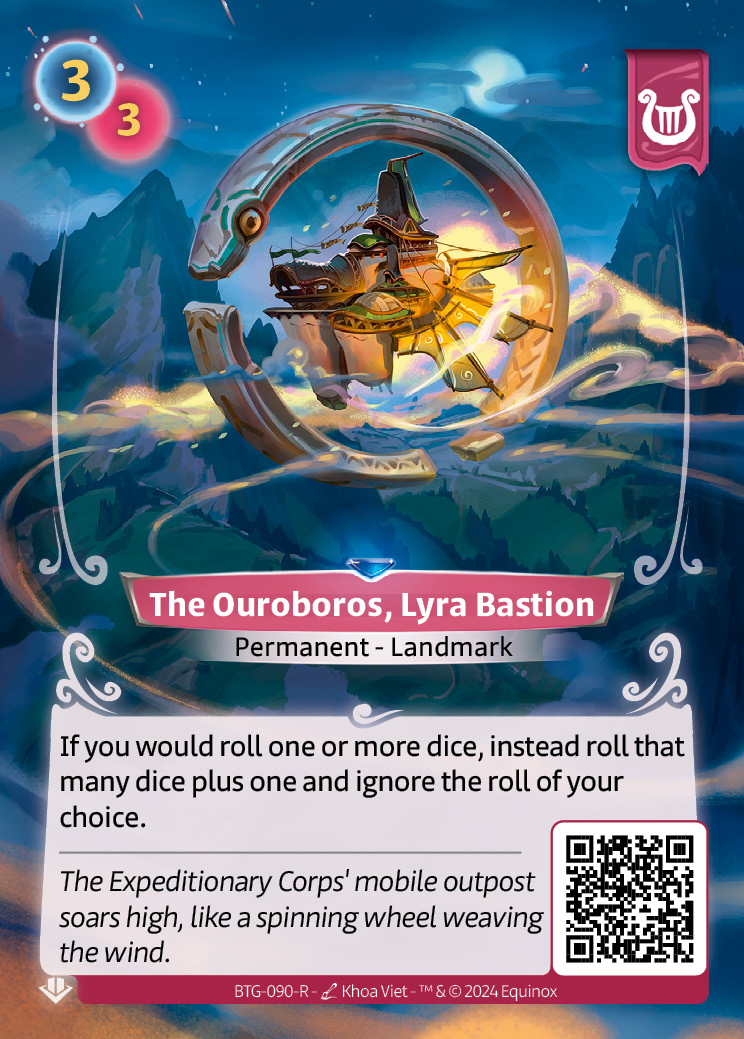 3
3
The Ouroboros, Lyra Bastion
Permanent - Landmark
If you would roll one or more dice, instead roll that
many dice plus one and ignore the roll of your
choice.
The Expeditionary Corps' mobile outpost
soars high, like a spinning wheel weaving
the wind.
BTG-090-R - Khoa Viet - ™ & © 2024 Equinox